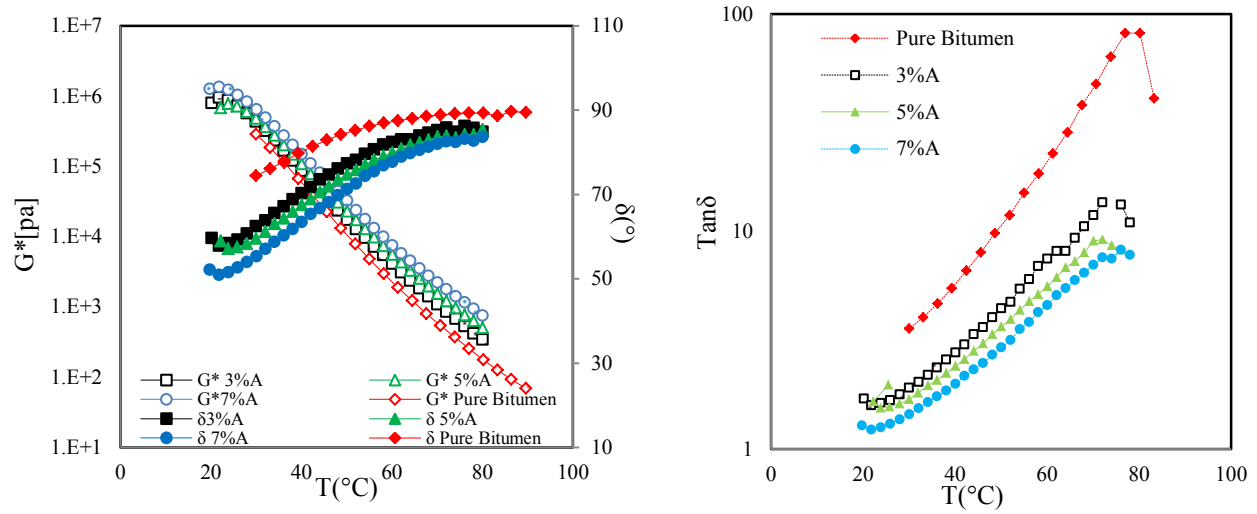 1.E+7
1.E+6
1.E+5
1.E+4
1.E+3
1.E+2
1.E+1
G*[pa]
110
90
70
50
30
10
δ(°)
G* 3%A
G* 5%A
G*7%A
G* Pure Bitumen
δ3%A
δ 5%A
δ 7%A
δ Pure Bitumen
0 20 40 60 80 100
T(°C)
100
10
1
Tanδ
Pure Bitumen
3%A
5%A
7%A
0 20 40 60 80 100
T(°C)